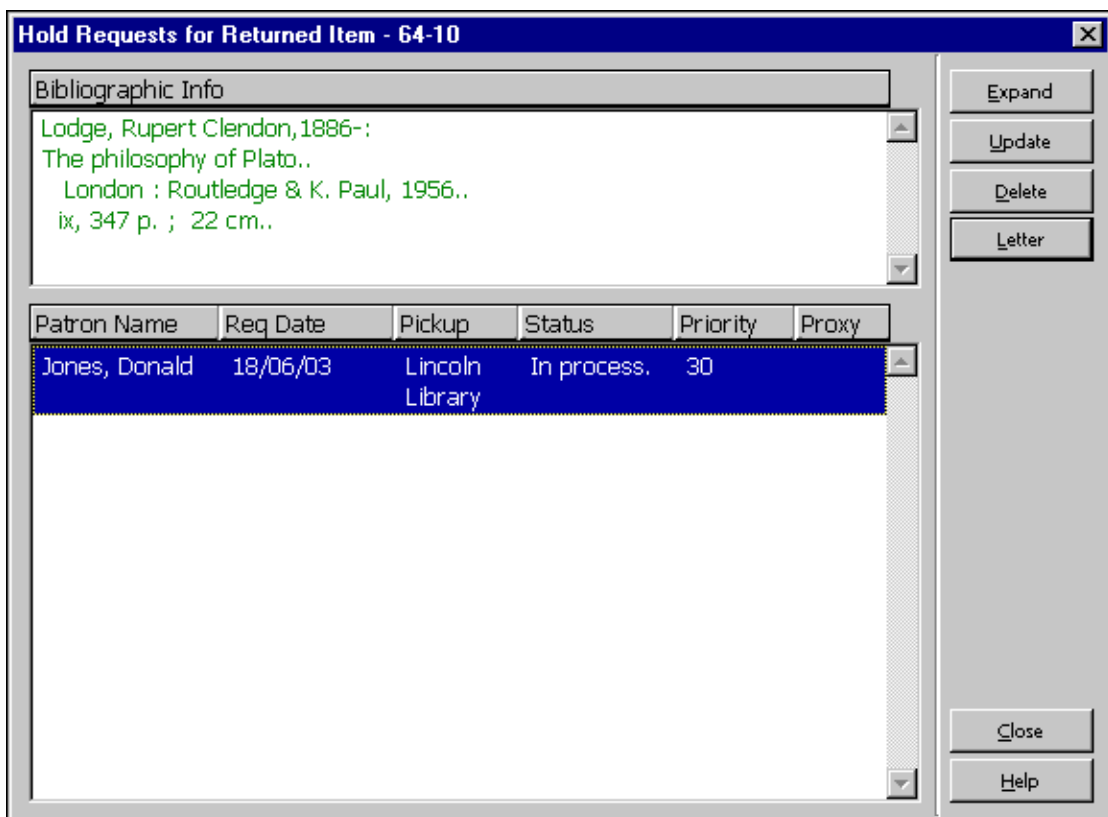 Hold Requests for Returned Item - 64-10
Bibliographic Info
Lodge, Rupert Clendon,1886-:
The philosophy of Plato..
London : Routledge & K. Paul, 1956..
ix, 347 p. ; 22 cm..
Patron Name Req Date Pickup Status Priority Proxy
Jones, Donald 18/06/03 Lincoln In process. 30
Library
Expand
Update
Delete
Letter
Close
Help